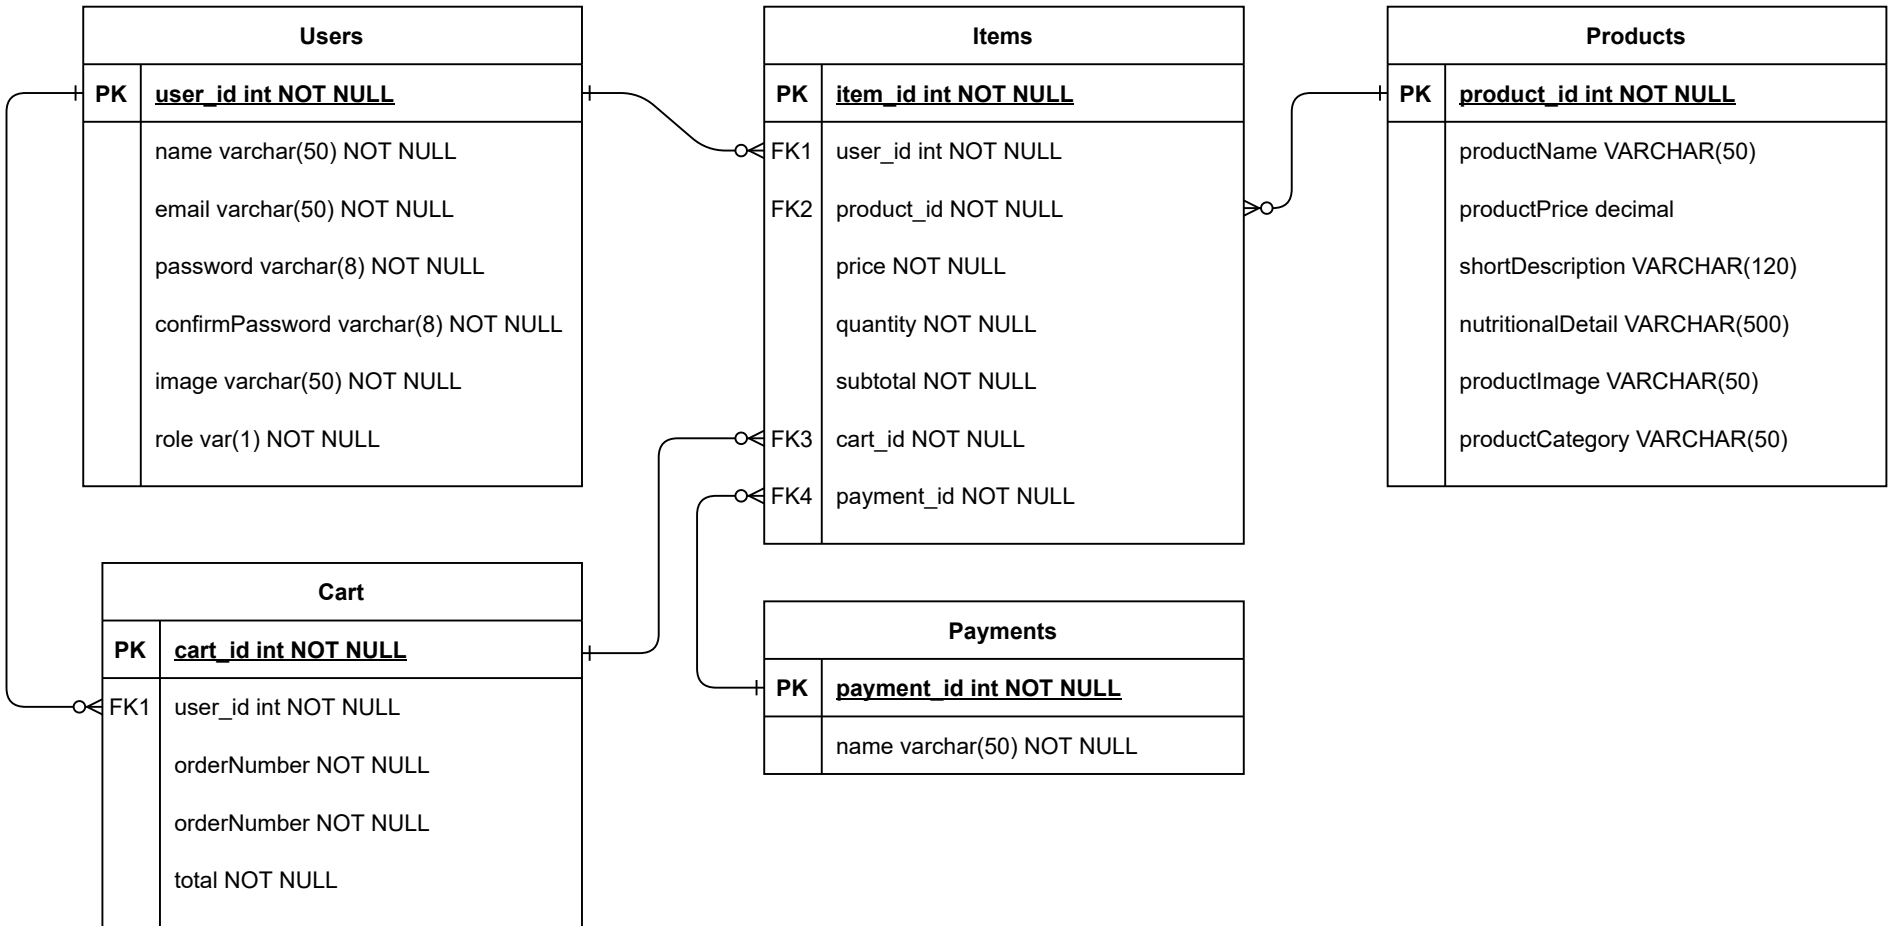 Users
PK user_id int NOT NULL
name varchar(50) NOT NULL
email varchar(50) NOT NULL
password varchar(8) NOT NULL
confirmPassword varchar(8) NOT NULL
image varchar(50) NOT NULL
role var(1) NOT NULL
Items
PK item_id int NOT NULL
FK1 user_id int NOT NULL
FK2 product_id NOT NULL
price NOT NULL
quantity NOT NULL
subtotal NOT NULL
FK3 cart_id NOT NULL
FK4 payment_id NOT NULL
Products
PK product_id int NOT NULL
productName VARCHAR(50)
productPrice decimal
shortDescription VARCHAR(120)
nutritionalDetail VARCHAR(500)
productImage VARCHAR(50)
productCategory VARCHAR(50)
Cart
PK cart_id int NOT NULL
FK1 user_id int NOT NULL
orderNumber NOT NULL
orderNumber NOT NULL
total NOT NULL
Payments
PK payment_id int NOT NULL
name varchar(50) NOT NULL